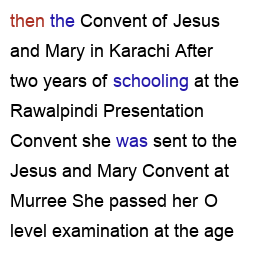 then the Convent of Jesus
and Mary in Karachi After
two years of schooling at the
Rawalpindi Presentation
Convent she was sent to the
Jesus and Mary Convent at
Murree She passed her O
level examination at the age